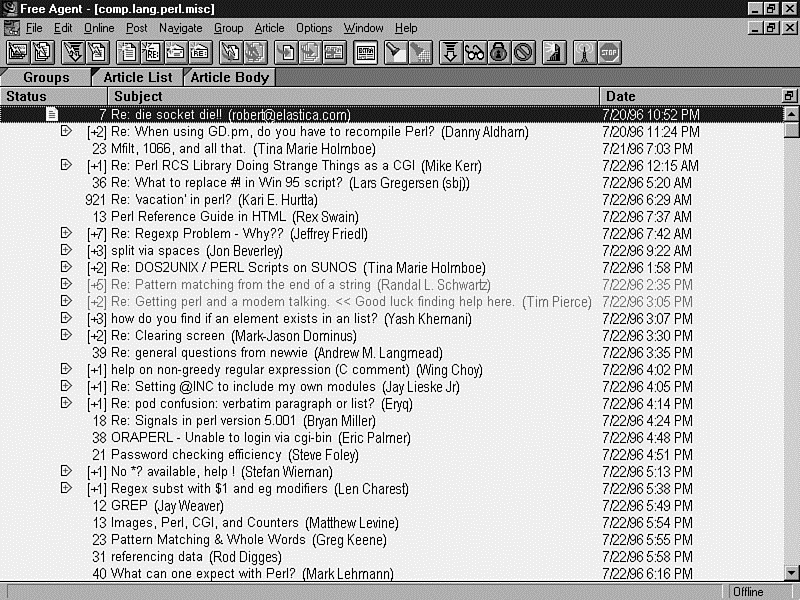 Free Agent - [comp.lang.perl.misc]
File Edit Online Post Navigate Group Article Options Window Help
STOP
Groups Article List Article Body
Status Subject Date
7 Re: die socket die!! (robert@elastica.com) 7/20/96 10:52 PM
[+2] Re: When using GD.pm, do you have to recompile Perl? (Danny Aldham) 7/20/96 11:24 PM
23 Mfilt, 1066, and all that. (Tina Marie Holmboe) 7/21/96 7:03 PM
[+1] Re: Perl RCS Library Doing Strange Things as a CGI (Mike Kerr) 7/22/96 12:15 AM
36 Re: What to replace #! in Win 95 script? (Lars Gregersen (sbj)) 7/22/96 5:20 AM
921 Re: 'vacation' in perl? (Kari E. Hurtta) 7/22/96 6:29 AM
13 Perl Reference Guide in HTML (Rex Swain) 7/22/96 7:37 AM
[+7] Re: Regexp Problem - Why?? (Jeffrey Friedl) 7/22/96 7:42 AM
[+3] split via spaces (Jon Beverley) 7/22/96 9:22 AM
[+2] Re: DOS2UNIX / PERL Scripts on SUNOS (Tina Marie Holmboe) 7/22/96 1:58 PM
[+5] Re: Pattern matching from the end of a string (Randal L. Schwartz) 7/22/96 2:35 PM
[+2] Re: Getting perl and a modem talking. << Good luck finding help here. (Tim Pierce) 7/22/96 3:05 PM
[+3] how do you find if an element exists in an list? (Yash Khemani) 7/22/96 3:07 PM
[+2] Re: Clearing screen (Mark-Jason Dominus) 7/22/96 3:30 PM
39 Re: general questions from newvie (Andrew M. Langmead) 7/22/96 3:35 PM
[+1] help on non-greedy regular expression (C comment) (Wing Choy) 7/22/96 4:02 PM
[+1] Re: Setting @INC to include my own modules (Jay Lieske Jr) 7/22/96 4:05 PM
[+1] Re: pod confusion: verbatim paragraph or list? (Eryq) 7/22/96 4:14 PM
18 Re: Signals in perl version 5.001 (Bryan Miller) 7/22/96 4:24 PM
38 ORAPERL - Unable to login via cgi-bin (Eric Palmer) 7/22/96 4:48 PM
21 Password checking efficiency (Steve Foley) 7/22/96 4:51 PM
[+1] No *? available, help ! (Stefan Wiernan) 7/22/96 5:13 PM
[+1] Regex subst with $1 and eg modifiers (Len Charest) 7/22/96 5:38 PM
12 GREP (Jay Weaver) 7/22/96 5:49 PM
13 Images, Perl, CGI, and Counters (Matthew Levine) 7/22/96 5:54 PM
23 Pattern Matching & Whole Words (Greg Keene) 7/22/96 5:55 PM
31 referencing data (Rod Digges) 7/22/96 5:58 PM
40 What can one expect with Perl? (Mark Lehmann) 7/22/96 6:16 PM
Offline